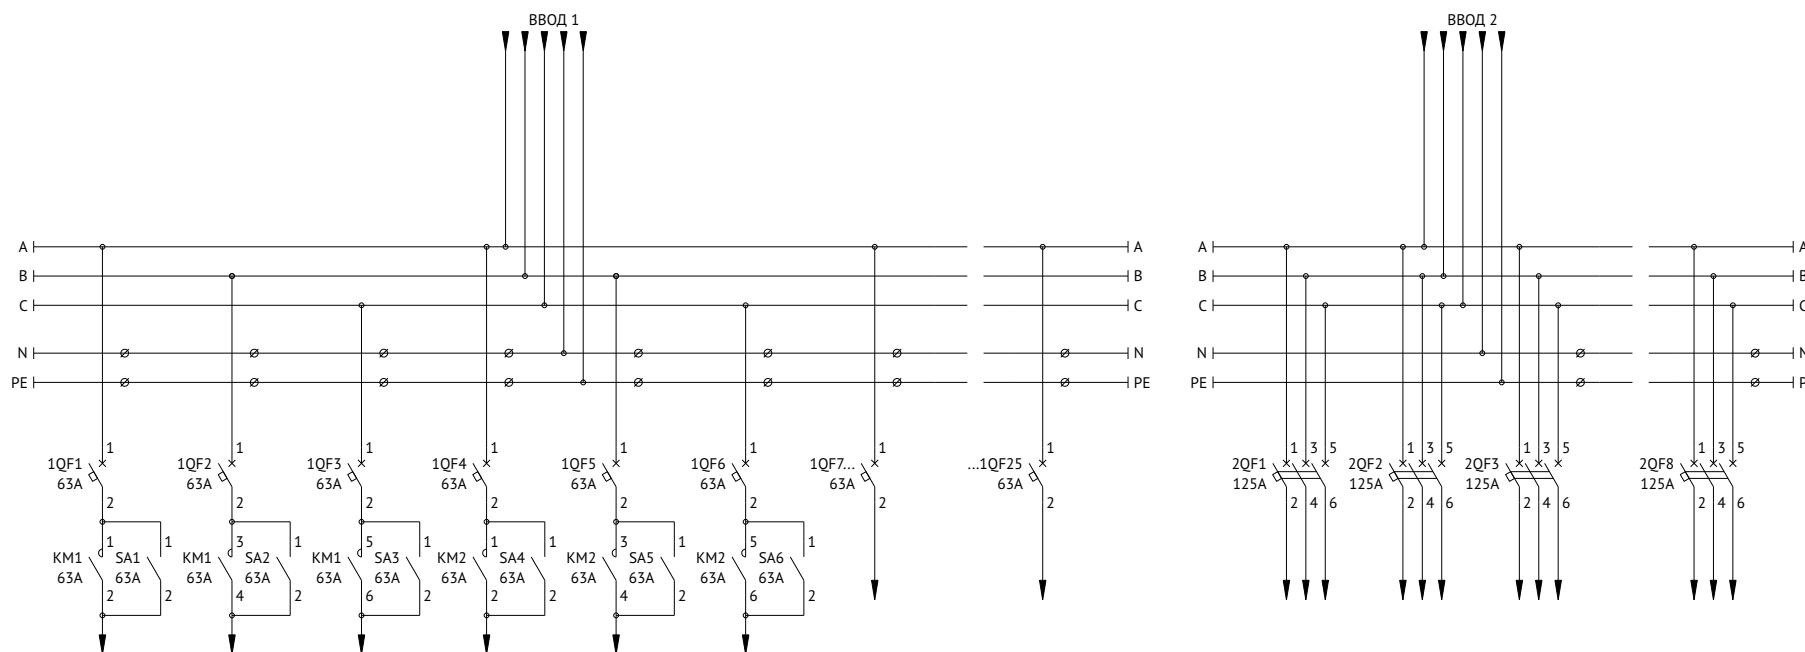 ВВОД 1 ВВОД 2
A A A A
B B B B
C C C C
N N N N
PE PE PE P
1 1 1 1 1 1 1 1 1 3 5 1 3 5 1 3 5 1 3 5
1QF1 1QF2 1QF3 1QF4 1QF5 1QF6 1QF7... ...1QF25 2QF1 2QF2 2QF3 2QF8
63A 63A 63A 63A 63A 63A 63A 63A 125A 125A 125A 125A
2 2 2 2 2 2 2 2 2 4 6 2 4 6 2 4 6 2 4 6
1 1 3 1 5 1 1 1 3 1 5 1
KM1 SA1 KM1 SA2 KM1 SA3 KM2 SA4 KM2 SA5 KM2 SA6
63A 63A 63A 63A 63A 63A 63A 63A 63A 63A 63A 63A
2 2 4 2 6 2 2 2 4 2 6 2